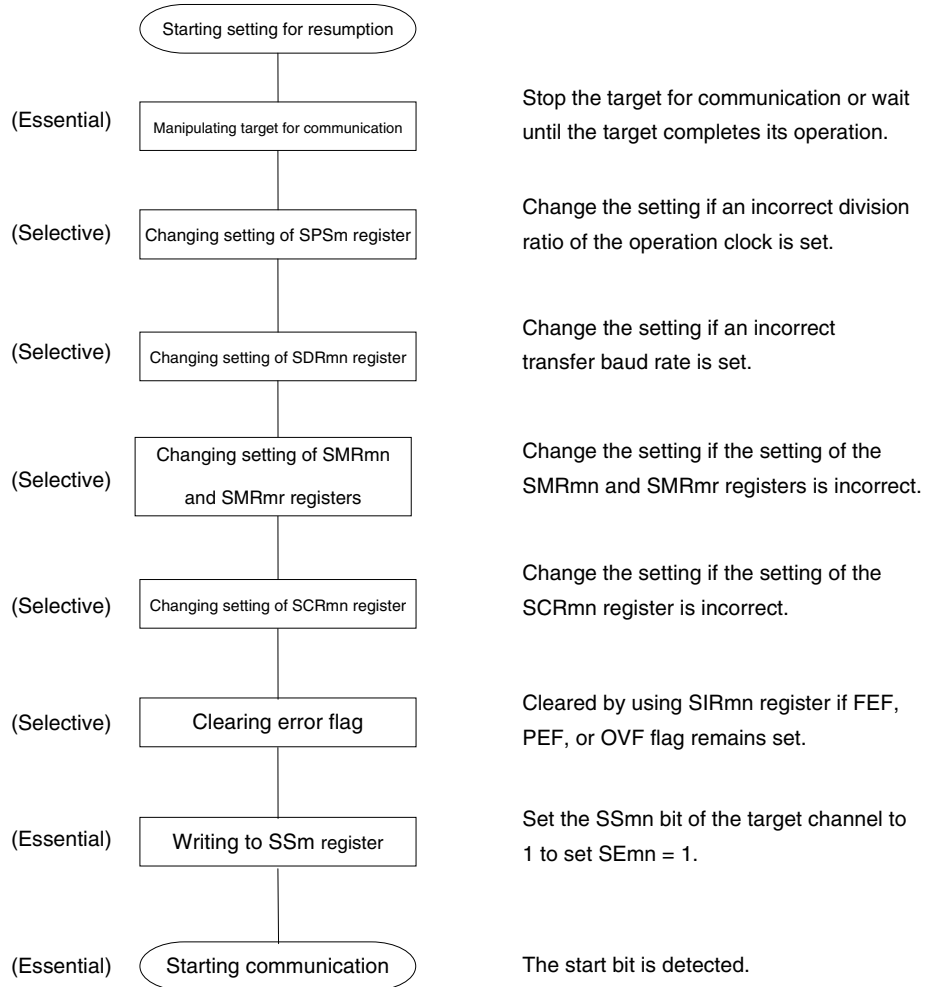 Starting setting for resumption
(Essential)
Manipulating target for communication
Stop the target for communication or wait
until the target completes its operation.
(Selective)
Changing setting of SPSm register
Change the setting if an incorrect division
ratio of the operation clock is set.
(Selective)
Changing setting of SDRmn register
Change the setting if an incorrect
transfer baud rate is set.
(Selective)
Changing setting of SMRmn
and SMRmr registers
Change the setting if the setting of the
SMRmn and SMRmr registers is incorrect.
(Selective)
Changing setting of SCRmn register
Change the setting if the setting of the
SCRmn register is incorrect.
(Selective)
Clearing error flag
Cleared by using SIRmn register if FEF,
PEF, or OVF flag remains set.
(Essential)
Writing to SSm register
Set the SSmn bit of the target channel to
1 to set SEmn = 1.
(Essential)
Starting communication
The start bit is detected.